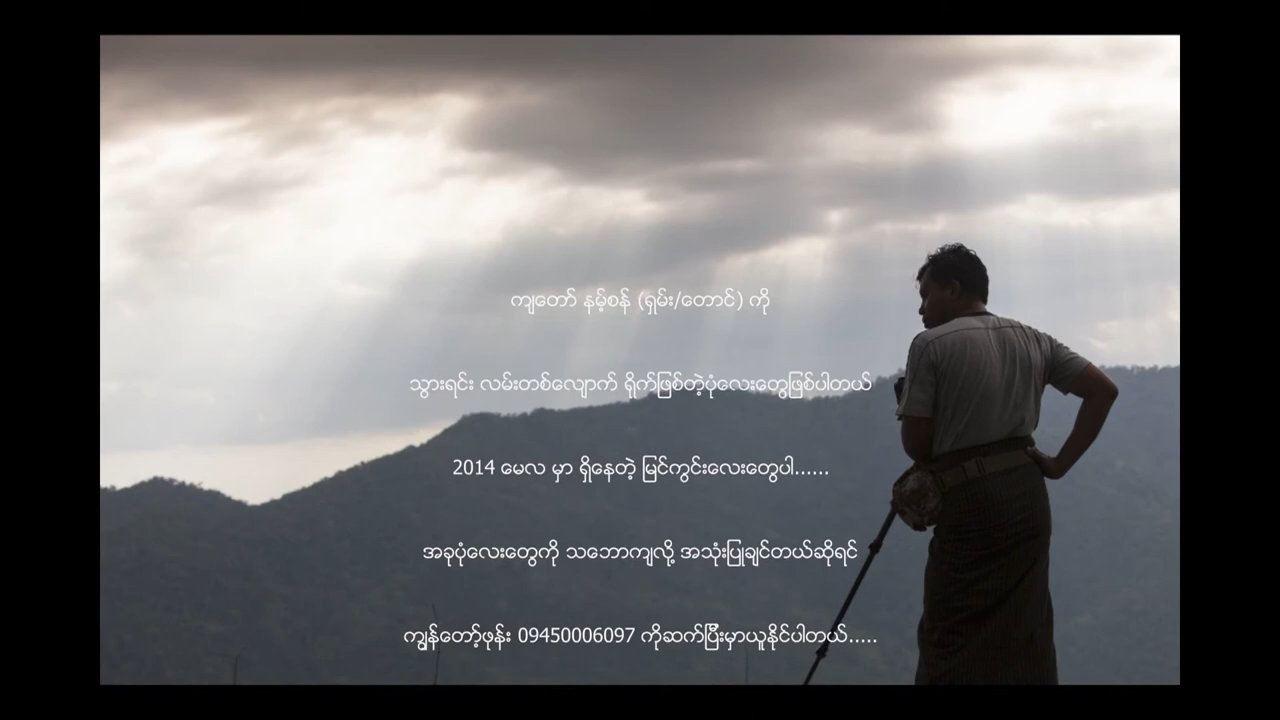 ကျတော် နမ့်စန် (ရှမ်း/တောင်) ကို
သွားရင်း လမ်းတစ်လျောက် ရိုက်ဖြစ်တဲ့ပုံလေးတွေဖြစ်ပါတယ်
2014 မေလ မှာ ရှိနေတဲ့ မြင်ကွင်းလေးတွေပါ......
အခုပုံလေးတွေကို သဘောကျလို့ အသုံးပြုချင်တယ်ဆိုရင်
ကျွန်တော့်ဖုန်း 09450006097 ကိုဆက်ပြီးမှာယူနိုင်ပါတယ်.....